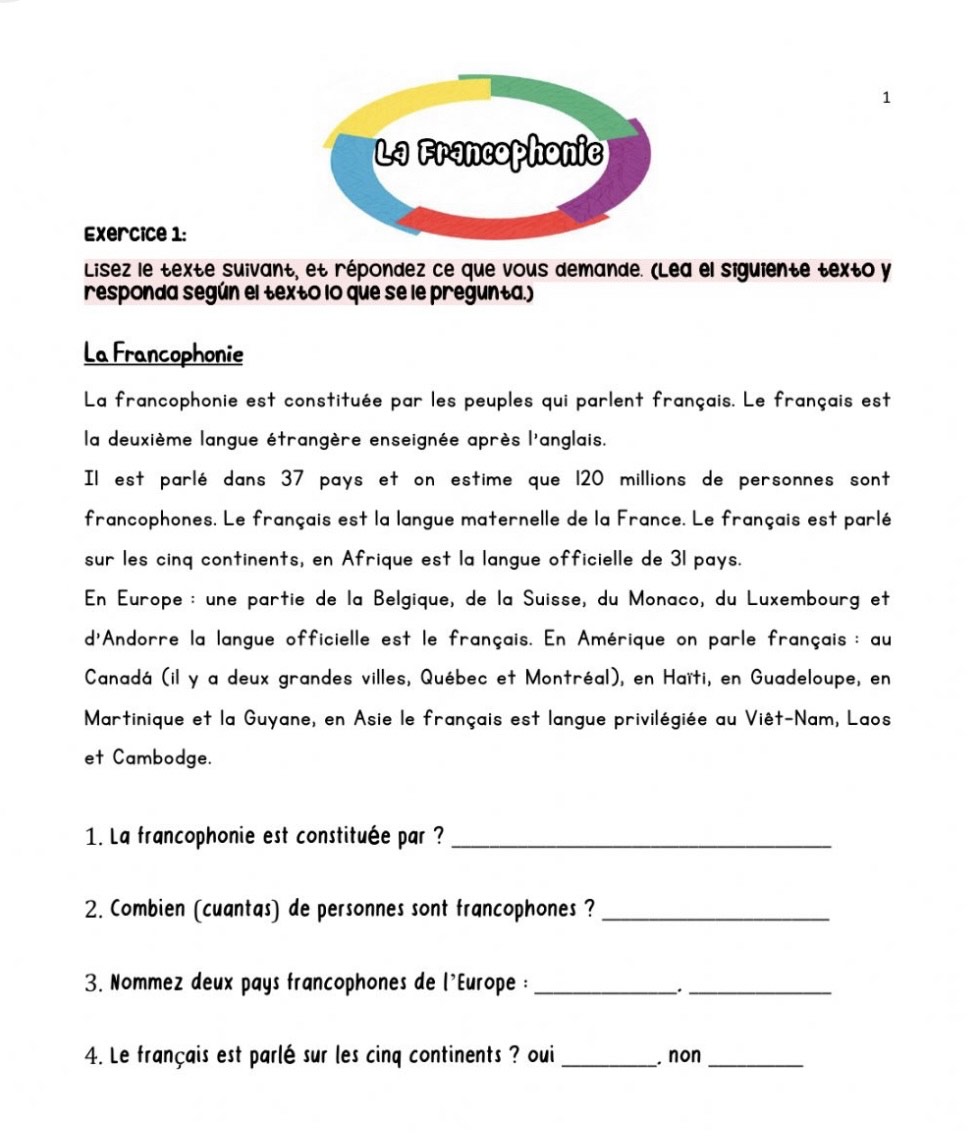 1
La Francophonie
Exercice 1:
Lisez le texte suivant, et répondez ce que vous demande. (Lea el siguiente texto y
responda según el texto lo que se le pregunta.)
La Francophonie
La francophonie est constituée par les peuples qui parlent français. Le français est
la deuxième langue étrangère enseignée après l'anglais.
Il est parlé dans 37 pays et on estime que 120 millions de personnes sont
francophones. Le français est la langue maternelle de la France. Le français est parlé
sur les cinq continents, en Afrique est la langue officielle de 31 pays.
En Europe : une partie de la Belgique, de la Suisse, du Monaco, du Luxembourg et
d'Andorre la langue officielle est le français. En Amérique on parle français : au
Canadá (il y a deux grandes villes, Québec et Montréal), en Haïti, en Guadeloupe, en
Martinique et la Guyane, en Asie le français est langue privilégiée au Viêt-Nam, Laos
et Cambodge.
1. La francophonie est constituée par ? ____________________
2. Combien (cuantas) de personnes sont francophones ? ____________________
3. Nommez deux pays francophones de l'Europe : ____________. ____________
4. Le français est parlé sur les cinq continents ? oui ________. non ________